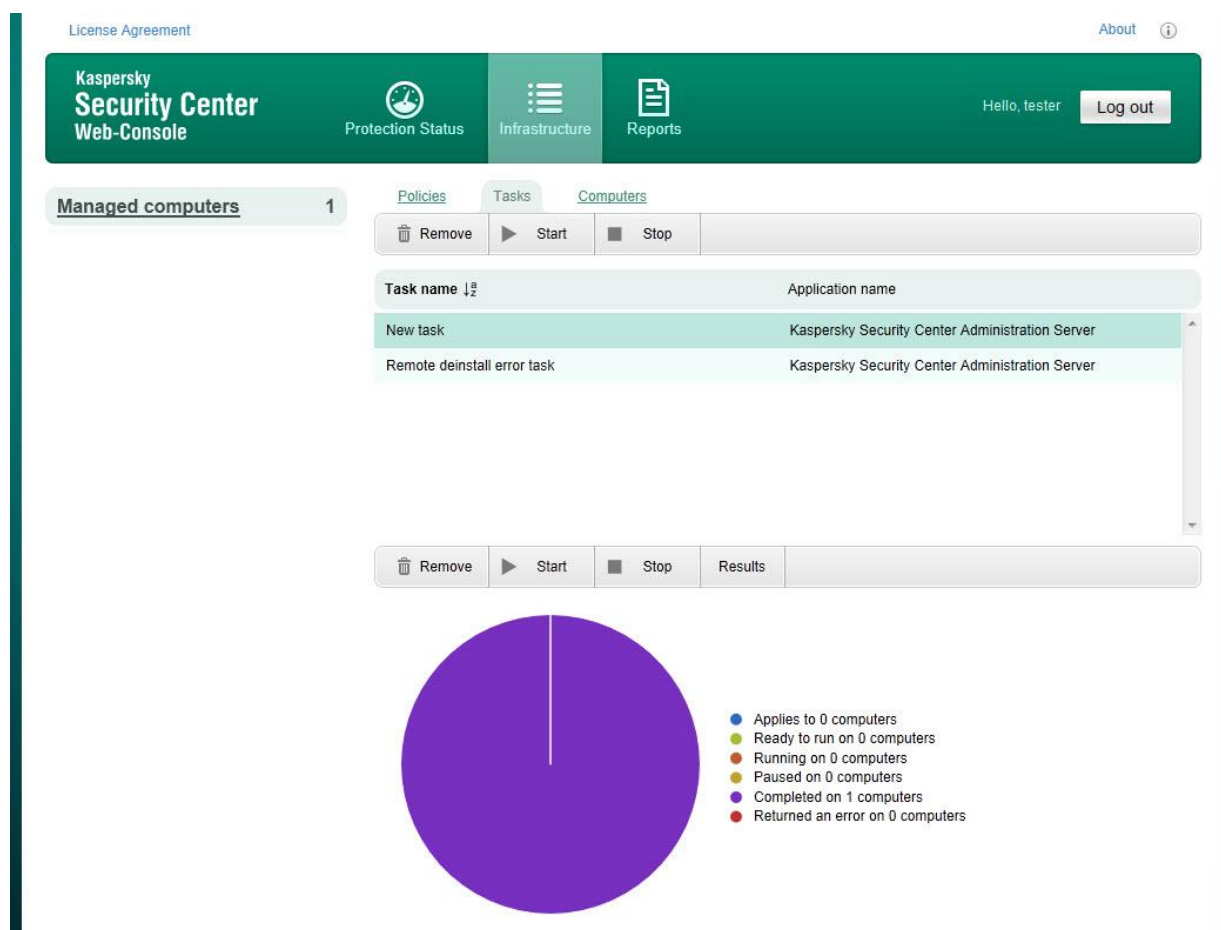 License Agreement
About
Kaspersky
Security Center
Web-Console
Protection Status
Infrastructure
Reports
Hello, tester
Log out
Managed computers 1
Policies Tasks Computers
Remove Start Stop
Task name Application name
New task Kaspersky Security Center Administration Server
Remote deinstall error task Kaspersky Security Center Administration Server
Remove Start Stop Results
Applies to 0 computers
Ready to run on 0 computers
Running on 0 computers
Paused on 0 computers
Completed on 1 computers
Returned an error on 0 computers